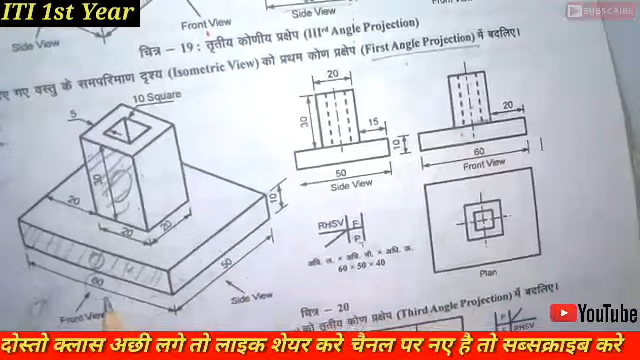 ITI 1st Year
SUBSCRIBE
Side View
Front View
Side View
चित्र – 19 : तृतीय कोणीय प्रक्षेप (IIIrd Angle Projection)
गए वस्तु के समपरिमाण दृश्य (Isometric View) को प्रथम कोण प्रक्षेप (First Angle Projection) में बदलिए।
10 Square
5
30
20
20
20
10
60
50
Front View
Side View
20
30
15
10
50
Side View
20
60
Front View
RHSV F
P
60 × 50 × 40
Plan
चित्र – 20
को तृतीय कोण प्रक्षेप (Third Angle Projection) में बदलिए।
P
F RHSV
YouTube
दोस्तो क्लास अछी लगे तो लाइक शेयर करे चैनल पर नए है तो सब्सक्राइब करे